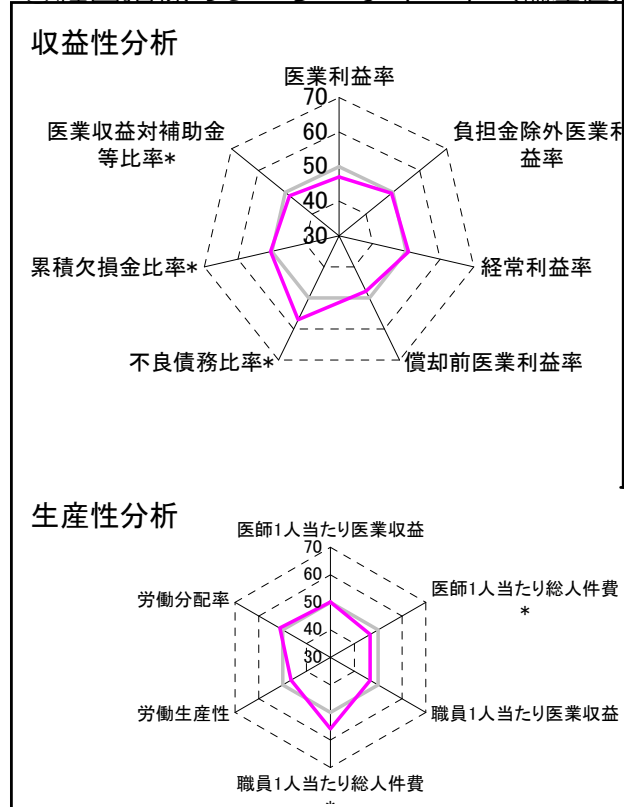 収益性分析
医業利益率
70
60
50
40
30
負担金除外医業利
益率
経常利益率
償却前医業利益率
不良債務比率*
累積欠損金比率*
医業収益対補助金
等比率*
生産性分析
医師1人当たり医業収益
70
60
50
40
30
医師1人当たり総人件費
*
職員1人当たり医業収益
職員1人当たり総人件費
*
労働生産性
労働分配率